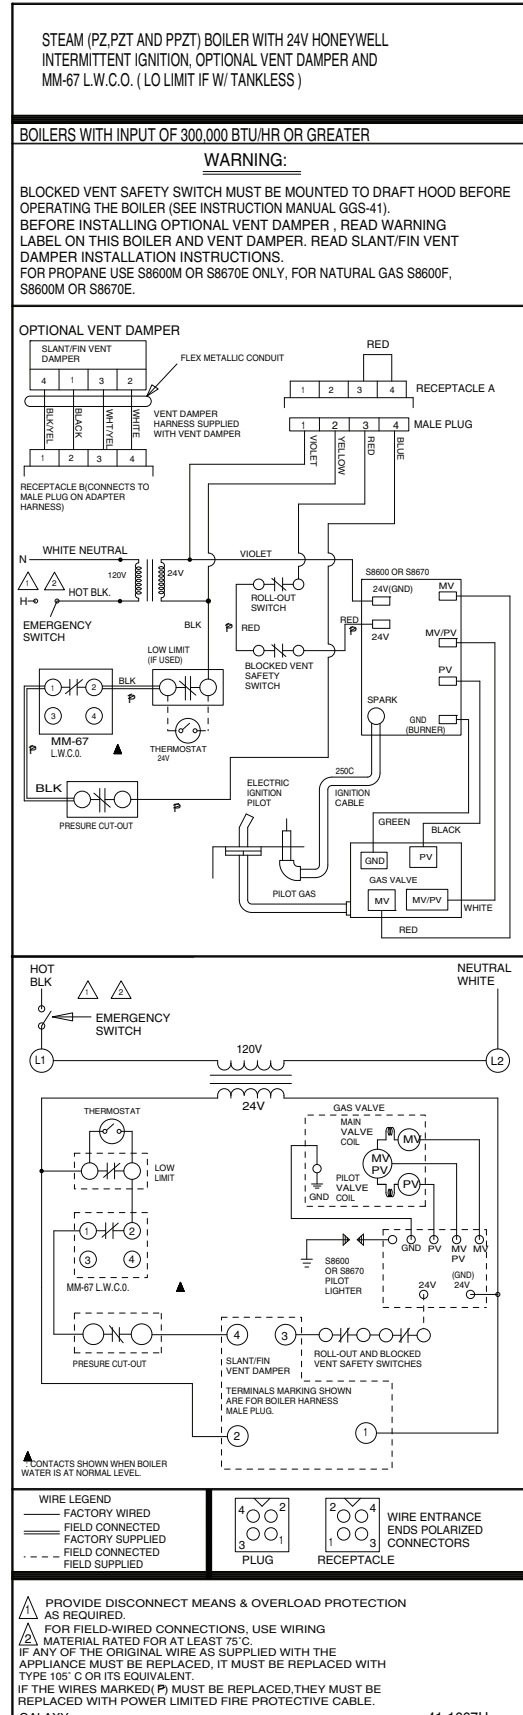 STEAM (PZ,PZT AND PPZT) BOILER WITH 24V HONEYWELL
INTERMITTENT IGNITION, OPTIONAL VENT DAMPER AND
MM-67 L.W.C.O. ( LO LIMIT IF W/ TANKLESS )
BOILERS WITH INPUT OF 300,000 BTU/HR OR GREATER
WARNING:
BLOCKED VENT SAFETY SWITCH MUST BE MOUNTED TO DRAFT HOOD BEFORE
OPERATING THE BOILER (SEE INSTRUCTION MANUAL GGS-41).
BEFORE INSTALLING OPTIONAL VENT DAMPER , READ WARNING
LABEL ON THIS BOILER AND VENT DAMPER. READ SLANT/FIN VENT
DAMPER INSTALLATION INSTRUCTIONS.
FOR PROPANE USE S8600M OR S8670E ONLY, FOR NATURAL GAS S8600F,
S8600M OR S8670E.
OPTIONAL VENT DAMPER
SLANT/FIN VENT
DAMPER
4 1 3 2
FLEX METALLIC CONDUIT
BLK/YEL
BLACK
WHT/YEL
WHITE
VENT DAMPER
HARNESS SUPPLIED
WITH VENT DAMPER
1 2 3 4
RECEPTACLE B(CONNECTS TO
MALE PLUG ON ADAPTER
HARNESS)
RED
1 2 3 4
RECEPTACLE A
1 2 3 4
MALE PLUG
VIOLET
YELLOW
RED
BLUE
N
WHITE NEUTRAL
120V
24V
VIOLET
1 2
H
HOT BLK.
EMERGENCY
SWITCH
BLK
ROLL-OUT
SWITCH
P
RED
RED
P
BLOCKED VENT
SAFETY
SWITCH
S8600 OR S8670
24V(GND)
24V
MV
MV/PV
PV
SPARK
GND
(BURNER)
LOW LIMIT
(IF USED)
BLK
P
1 2
3 4
MM-67
L.W.C.0.
THERMOSTAT
24V
P
BLK
PRESURE CUT-OUT
P
ELECTRIC
IGNITION
PILOT
250C
IGNITION
CABLE
GREEN
BLACK
GND
PV
GAS VALVE
MV
MV/PV
PILOT GAS
WHITE
RED
HOT
BLK
NEUTRAL
WHITE
1 2
EMERGENCY
SWITCH
L1
120V
L2
24V
THERMOSTAT
LOW
LIMIT
1 2
3 4
MM-67 L.W.C.0.
PRESURE CUT-OUT
GAS VALVE
MAIN
VALVE
COIL
MV
MV
PV
PILOT
VALVE
COIL
PV
GND
GND PV MV
PV MV
S8600
OR S8670
PILOT
LIGHTER
24V
(GND)
24V
4 3
SLANT/FIN
VENT DAMPER
ROLL-OUT AND BLOCKED
VENT SAFETY SWITCHES
TERMINALS MARKING SHOWN
ARE FOR BOILER HARNESS
MALE PLUG.
2 1
: CONTACTS SHOWN WHEN BOILER
WATER IS AT NORMAL LEVEL.
WIRE LEGEND
FACTORY WIRED
FIELD CONNECTED
FACTORY SUPPLIED
FIELD CONNECTED
FIELD SUPPLIED
4 2
3 1
PLUG
2 4
1 3
RECEPTACLE
WIRE ENTRANCE
ENDS POLARIZED
CONNECTORS
1 PROVIDE DISCONNECT MEANS & OVERLOAD PROTECTION
AS REQUIRED.
2 FOR FIELD-WIRED CONNECTIONS, USE WIRING
MATERIAL RATED FOR AT LEAST 75°C.
IF ANY OF THE ORIGINAL WIRE AS SUPPLIED WITH THE
APPLIANCE MUST BE REPLACED, IT MUST BE REPLACED WITH
TYPE 105° C OR ITS EQUIVALENT.
IF THE WIRES MARKED( P) MUST BE REPLACED,THEY MUST BE
REPLACED WITH POWER LIMITED FIRE PROTECTIVE CABLE.